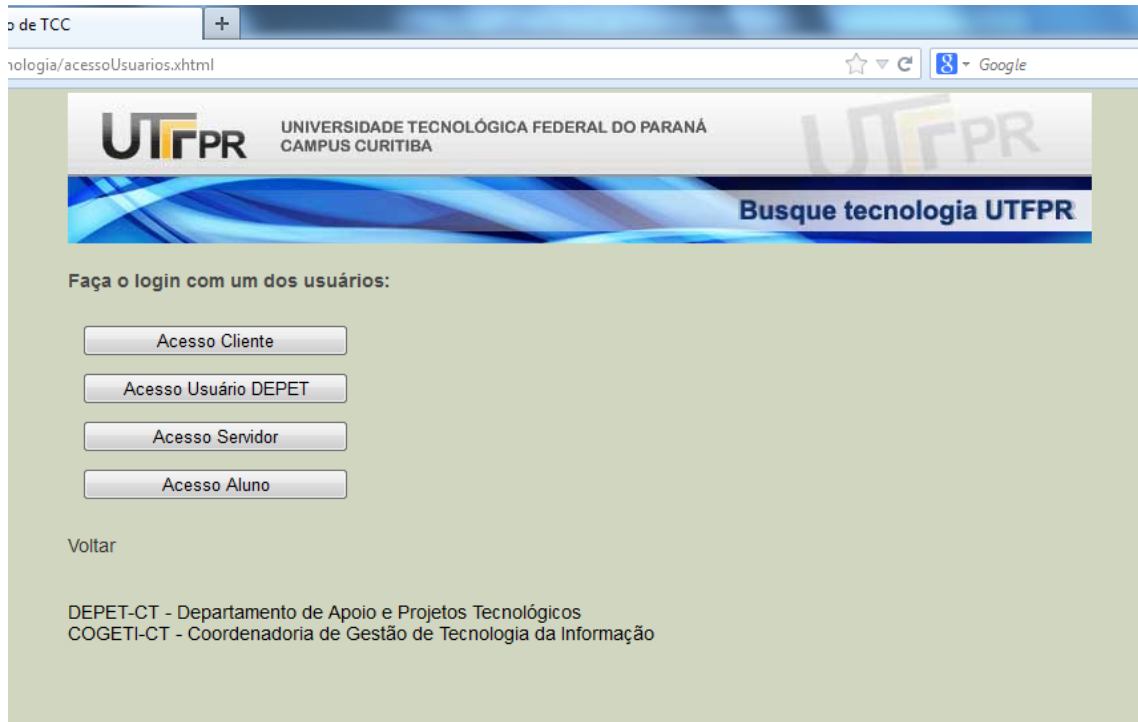 o de TCC
nologia/acessoUsuarios.xhtml
Google
UTFPR
UNIVERSIDADE TECNOLÓGICA FEDERAL DO PARANÁ
CAMPUS CURITIBA
UTFPR
Busque tecnologia UTFPR
Faça o login com um dos usuários:
Acesso Cliente
Acesso Usuário DEPET
Acesso Servidor
Acesso Aluno
Voltar
DEPET-CT - Departamento de Apoio e Projetos Tecnológicos
COGETI-CT - Coordenadoria de Gestão de Tecnologia da Informação